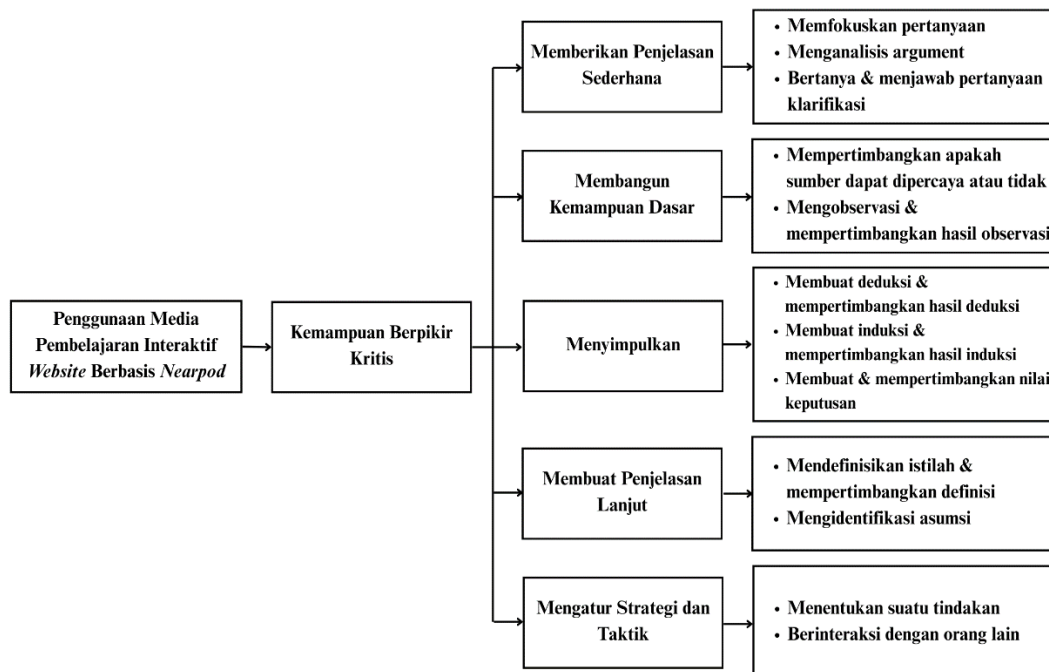 Memberikan Penjelasan
Sederhana
• Memfokuskan pertanyaan
• Menganalisis argument
• Bertanya & menjawab pertanyaan
klarifikasi
Membangun
Kemampuan Dasar
• Mempertimbangkan apakah
sumber dapat dipercaya atau tidak
• Mengobservasi &
mempertimbangkan hasil observasi
Penggunaan Media
Pembelajaran Interaktif
Website Berbasis Nearpod
Kemampuan Berpikir
Kritis
Menyimpulkan
• Membuat deduksi &
mempertimbangkan hasil deduksi
• Membuat induksi &
mempertimbangkan hasil induksi
• Membuat & mempertimbangkan nilai
keputusan
Membuat Penjelasan
Lanjut
• Mendefinisikan istilah &
mempertimbangkan definisi
• Mengidentifikasi asumsi
Mengatur Strategi dan
Taktik
• Menentukan suatu tindakan
• Berinteraksi dengan orang lain